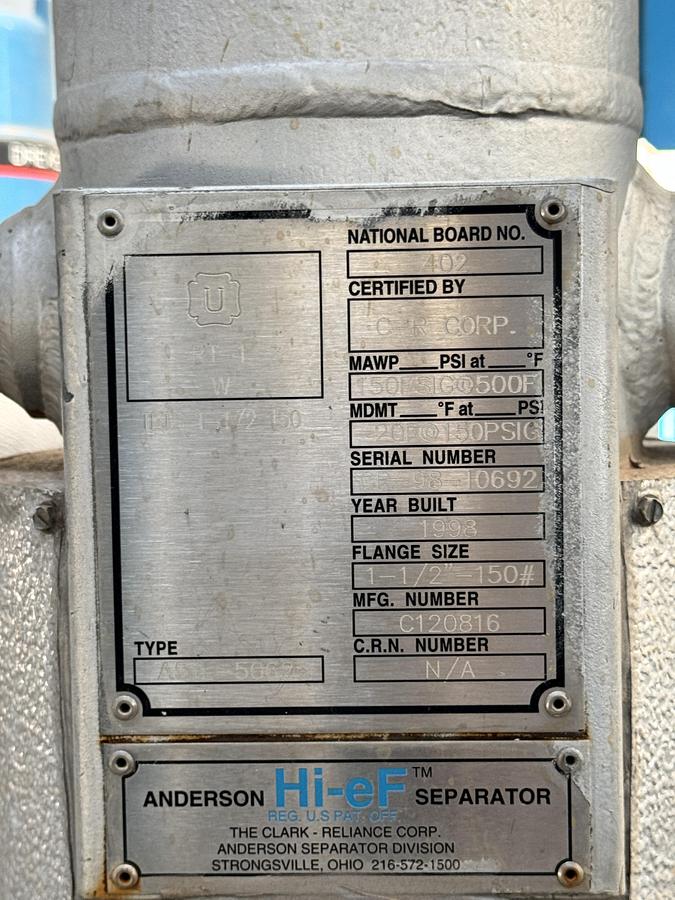 U
RT 1
W
NATIONAL BOARD NO.
402
CERTIFIED BY
CORP.
MAWP____PSI at____°F
150PSIG@500F
MDMT____°F at____PSI
-20F@150PSIG
SERIAL NUMBER
98-10692
YEAR BUILT
1998
FLANGE SIZE
1-1/2"-150#
MFG. NUMBER
C120816
C.R.N. NUMBER
N/A
TYPE
ANDERSON Hi-eF™ SEPARATOR
REG. U.S PAT. OFF.
THE CLARK - RELIANCE CORP.
ANDERSON SEPARATOR DIVISION
STRONGSVILLE, OHIO 216-572-1500